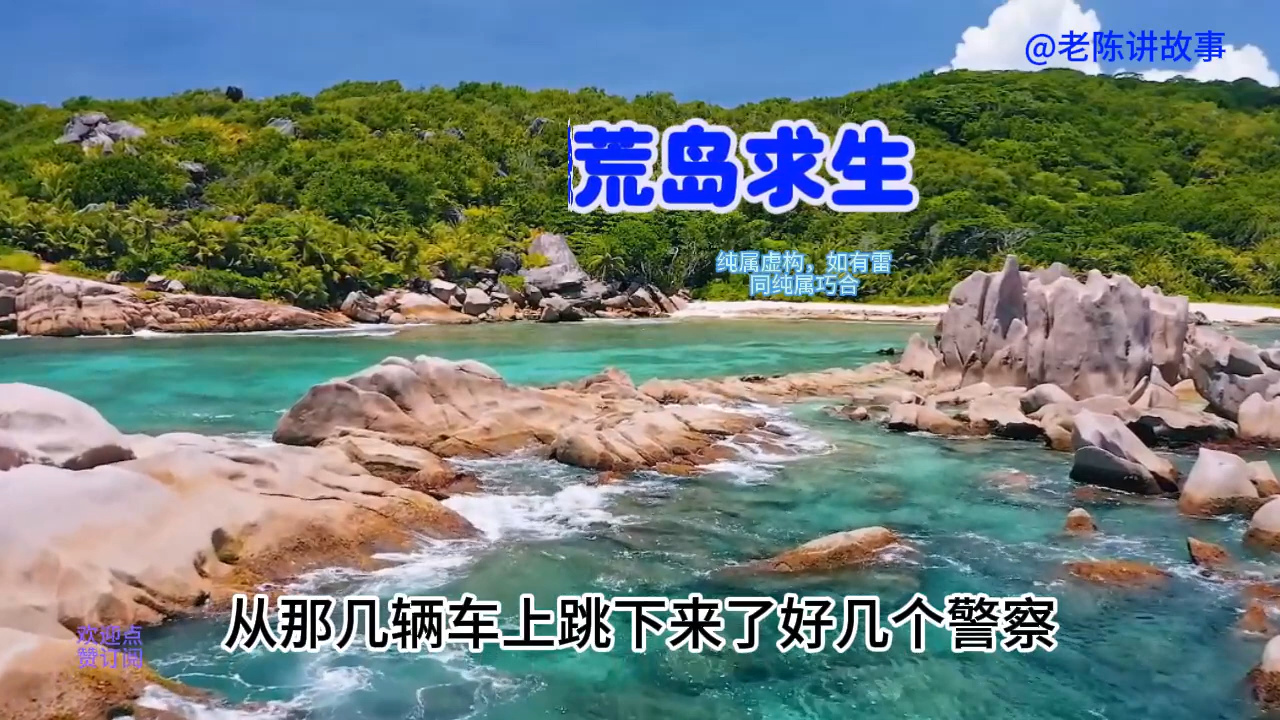 @老陈讲故事
荒岛求生
纯属虚构，如有雷
同纯属巧合
从那几辆车上跳下来了好几个警察
欢迎点
赞订阅